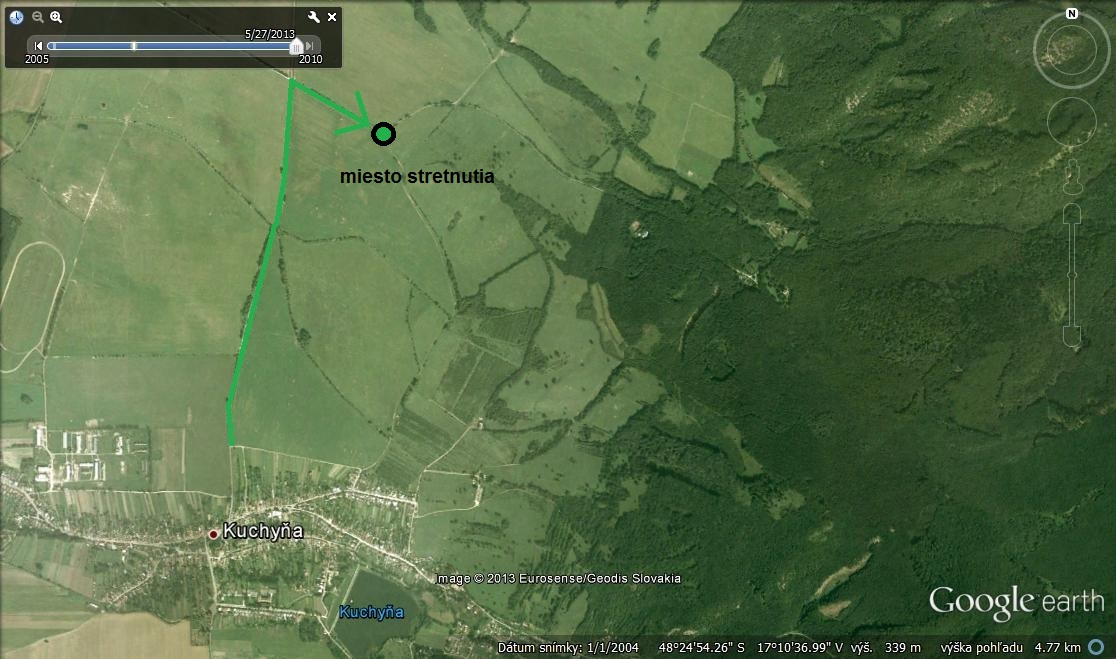 5/27/2013
2005
2010
N
miesto stretnutia
Kuchyňa
mage © 2013 Eurosense/Geodis Slovakia
Kuchyňa
Google earth
Dátum snímky: 1/1/2004 48°24'54.26" S 17°10'36.99" V výš. 339 m výška pohľadu 4.77 km